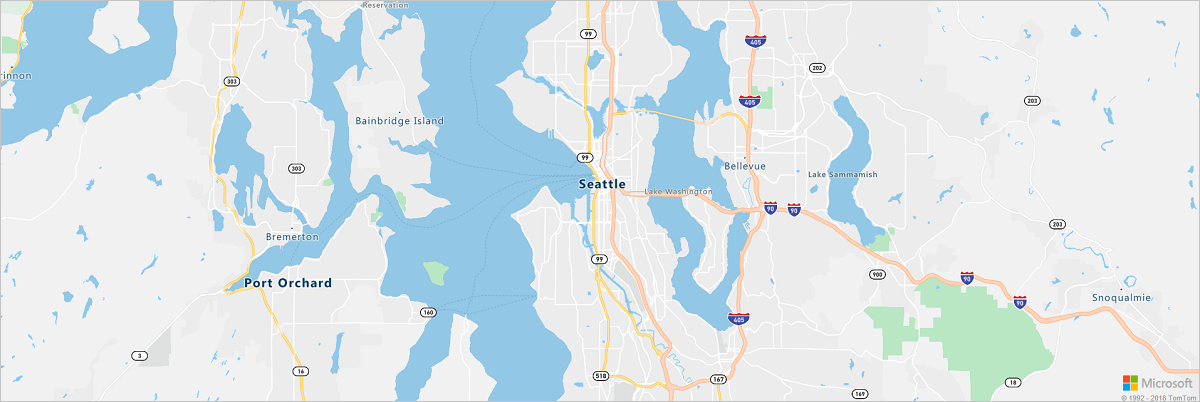 Reservation
99
405
202
rinnon
303
405
203
Bainbridge Island
99
Bellevue
303
Lake Sammamish
Seattle
Lake Washington
90
90
203
Bremerton
99
900
90
Port Orchard
Snoqualmie
90
160
405
3
16
518
167
18
169
Microsoft
© 1992 - 2018 TomTom